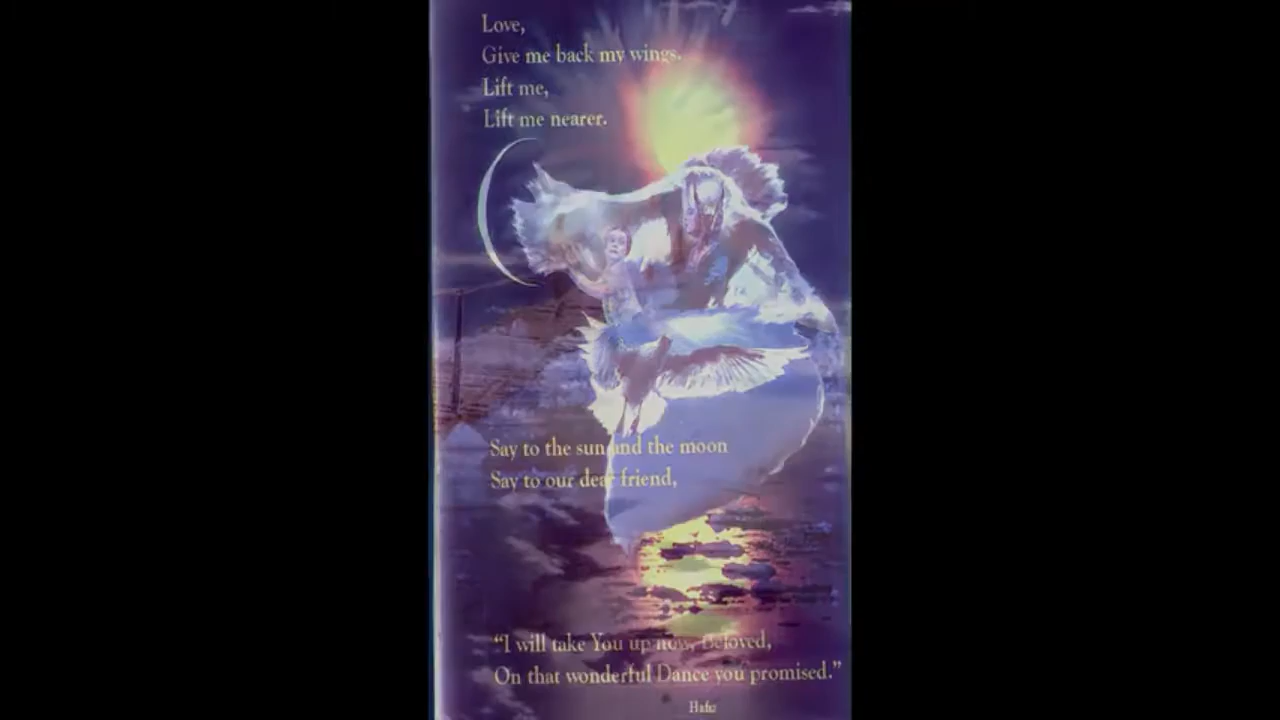 Love,
Give me back my wings.
Lift me,
Lift me nearer.
Say to the sun and the moon
Say to our dear friend,
“I will take You up now, Beloved,
On that wonderful Dance you promised.”
Hafiz